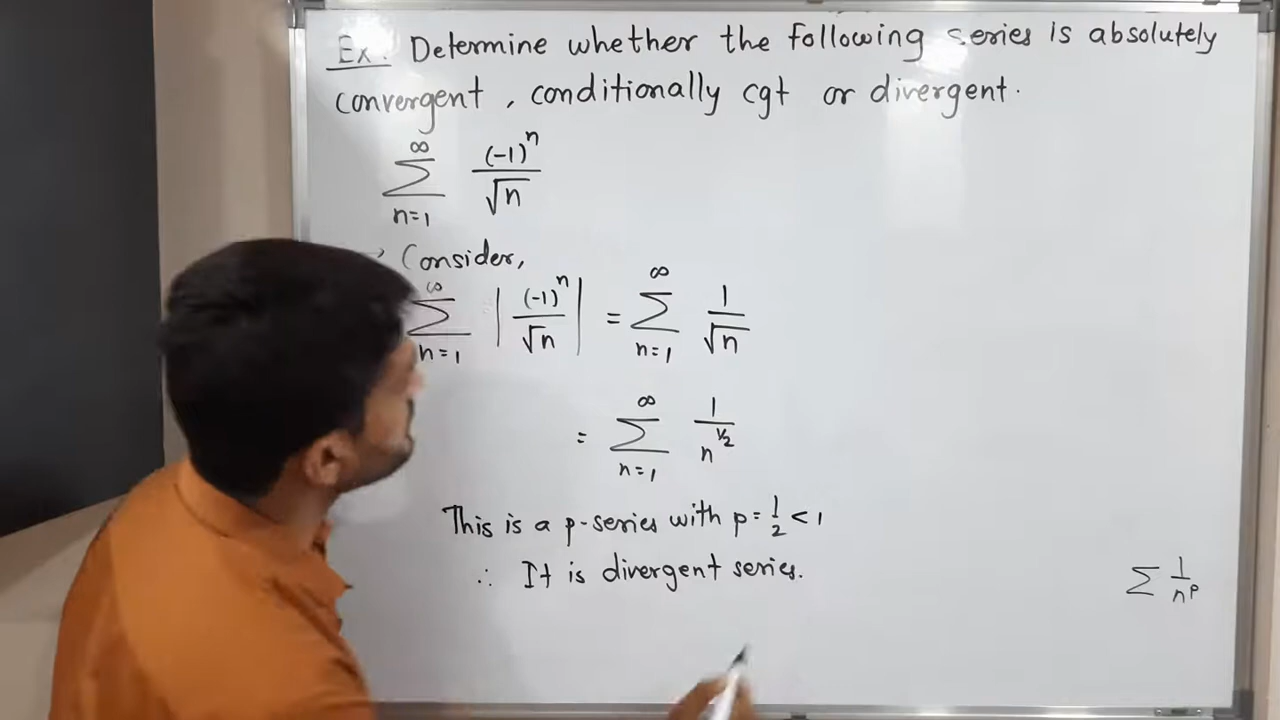 Ex. Determine whether the following series is absolutely
convergent, conditionally cgt or divergent.
∞
∑ (-1)^n / √n
n=1
Consider,
∞ ∞
∑ |(-1)^n / √n| = ∑ 1/√n
n=1 n=1
∞
= ∑ 1/n^½
n=1
This is a p-series with p = 1/2 < 1
∴ It is divergent series.
∑ 1/n^p